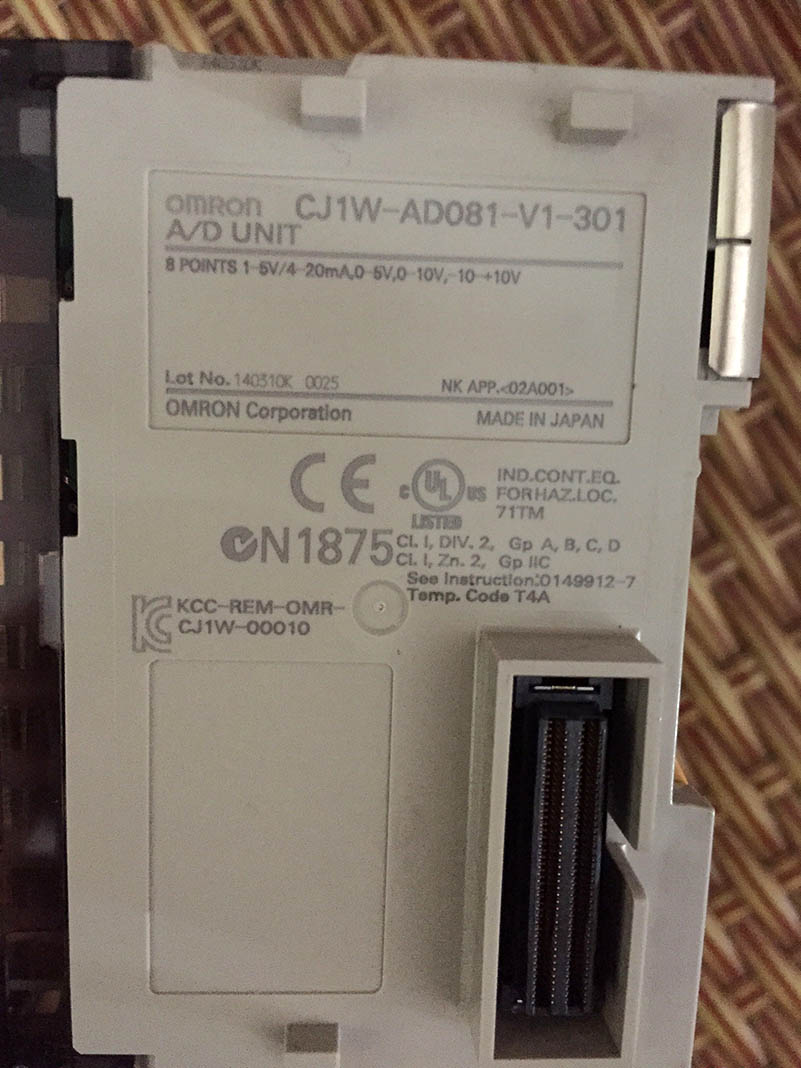 140310K
OMRON CJ1W-AD081-V1-301
A/D UNIT
8 POINTS 1-5V/4-20mA,0-5V,0-10V,-10-+10V
Lot No. 140310K 0025 NK APP.<02A001>
OMRON Corporation MADE IN JAPAN
CE C UL US LISTED IND.CONT.EQ.
FOR HAZ.LOC.
71TM
N1875 Cl. I, DIV. 2, Gp A, B, C, D
Cl. I, Zn. 2, Gp IIC
See Instruction:0149912-7
Temp. Code T4A
KCC-REM-OMR-
CJ1W-00010